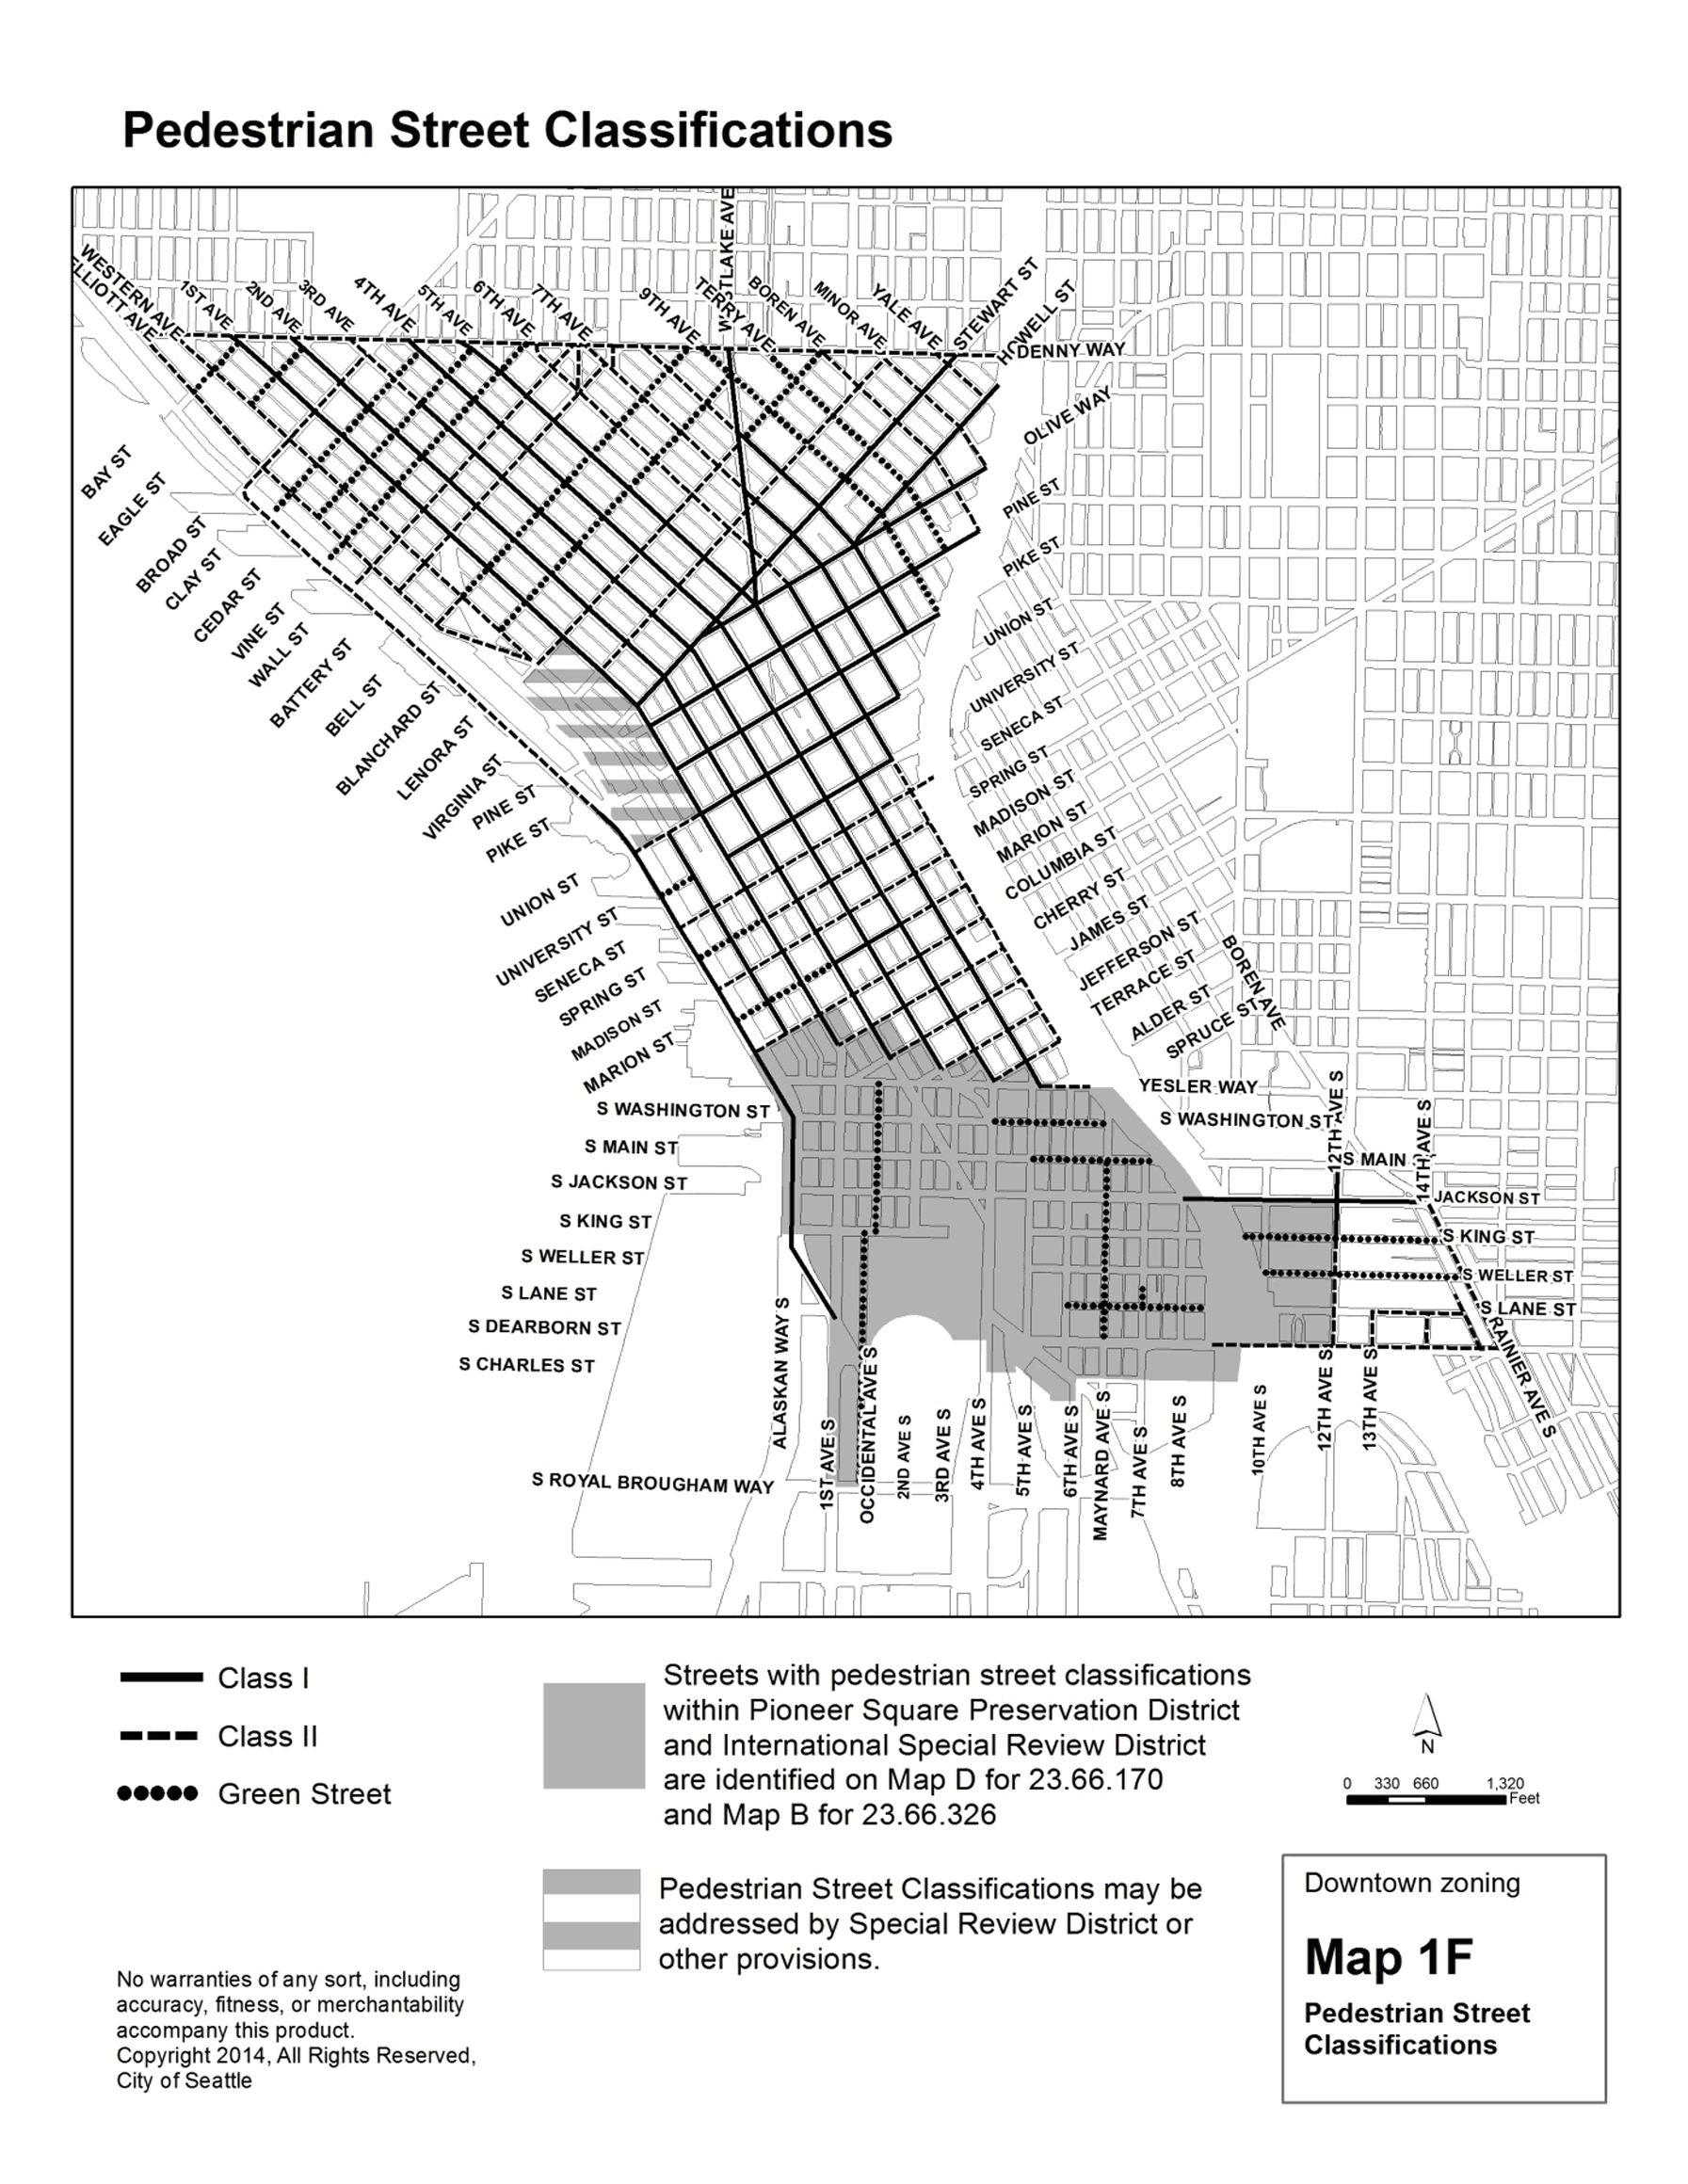 Pedestrian Street Classifications
WESTLAKE AVE
WESTERN AVE
ELLIOTT AVE
1ST AVE
2ND AVE
3RD AVE
4TH AVE
5TH AVE
6TH AVE
7TH AVE
9TH AVE
TERRY AVE
BOREN AVE
MINOR AVE
YALE AVE
STEWART ST
HOWELL ST
DENNY WAY
OLIVE WAY
PINE ST
PIKE ST
UNION ST
UNIVERSITY ST
SENECA ST
SPRING ST
MADISON ST
MARION ST
COLUMBIA ST
CHERRY ST
JAMES ST
JEFFERSON ST
TERRACE ST
ALDER ST
SPRUCE ST
BOREN AVE
YESLER WAY
S WASHINGTON ST
12TH AVE S
S MAIN
14TH AVE S
JACKSON ST
S KING ST
S WELLER ST
S LANE ST
RAINIER AVE S
BAY ST
EAGLE ST
BROAD ST
CLAY ST
CEDAR ST
VINE ST
WALL ST
BATTERY ST
BELL ST
BLANCHARD ST
LENORA ST
VIRGINIA ST
PINE ST
PIKE ST
UNION ST
UNIVERSITY ST
SENECA ST
SPRING ST
MADISON ST
MARION ST
S WASHINGTON ST
S MAIN ST
S JACKSON ST
S KING ST
S WELLER ST
S LANE ST
S DEARBORN ST
S CHARLES ST
S ROYAL BROUGHAM WAY
ALASKAN WAY S
1ST AVE S
OCCIDENTAL AVE S
2ND AVE S
3RD AVE S
4TH AVE S
5TH AVE S
6TH AVE S
MAYNARD AVE S
7TH AVE S
8TH AVE S
10TH AVE S
12TH AVE S
13TH AVE S
Class I
Class II
Green Street
Streets with pedestrian street classifications
within Pioneer Square Preservation District
and International Special Review District
are identified on Map D for 23.66.170
and Map B for 23.66.326
Pedestrian Street Classifications may be
addressed by Special Review District or
other provisions.
N
0 330 660 1,320
Feet
Downtown zoning
Map 1F
Pedestrian Street
Classifications
No warranties of any sort, including
accuracy, fitness, or merchantability
accompany this product.
Copyright 2014, All Rights Reserved,
City of Seattle